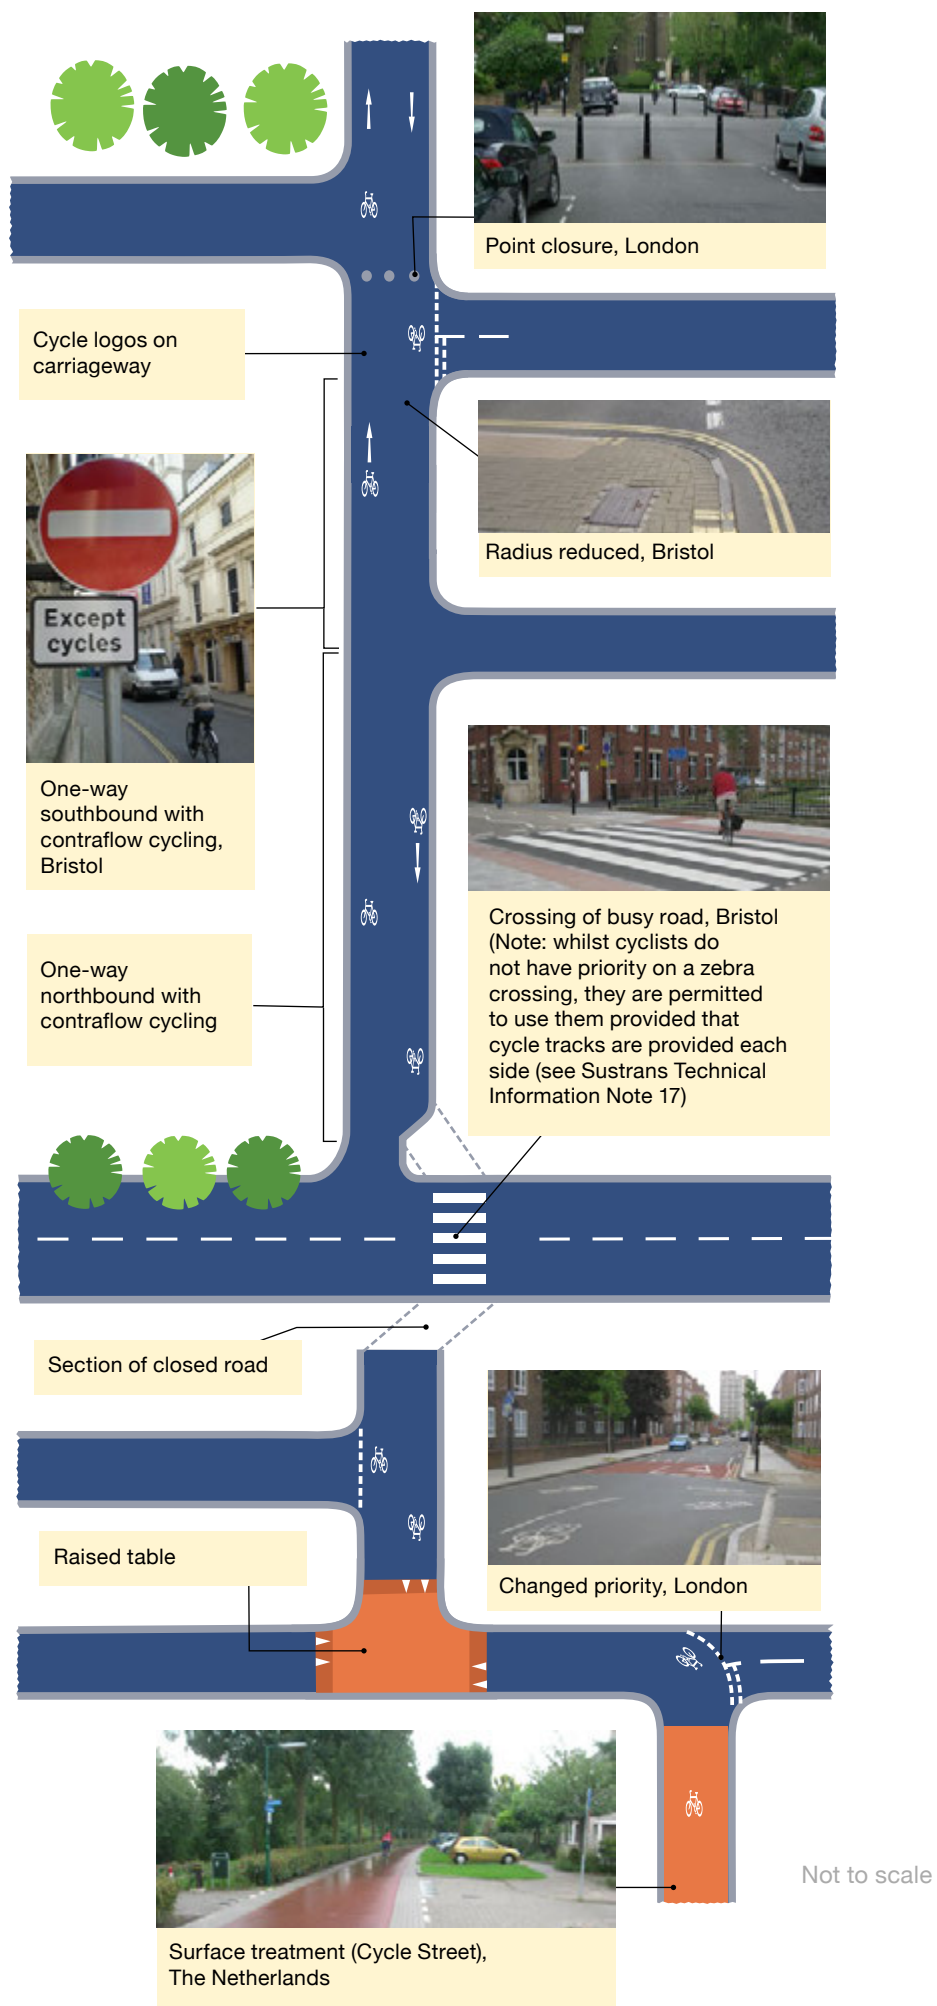 Point closure, London
Cycle logos on
carriageway
Radius reduced, Bristol
Except
cycles
One-way
southbound with
contraflow cycling,
Bristol
Crossing of busy road, Bristol
(Note: whilst cyclists do
not have priority on a zebra
crossing, they are permitted
to use them provided that
cycle tracks are provided each
side (see Sustrans Technical
Information Note 17)
One-way
northbound with
contraflow cycling
Section of closed road
Raised table
Changed priority, London
Not to scale
Surface treatment (Cycle Street),
The Netherlands